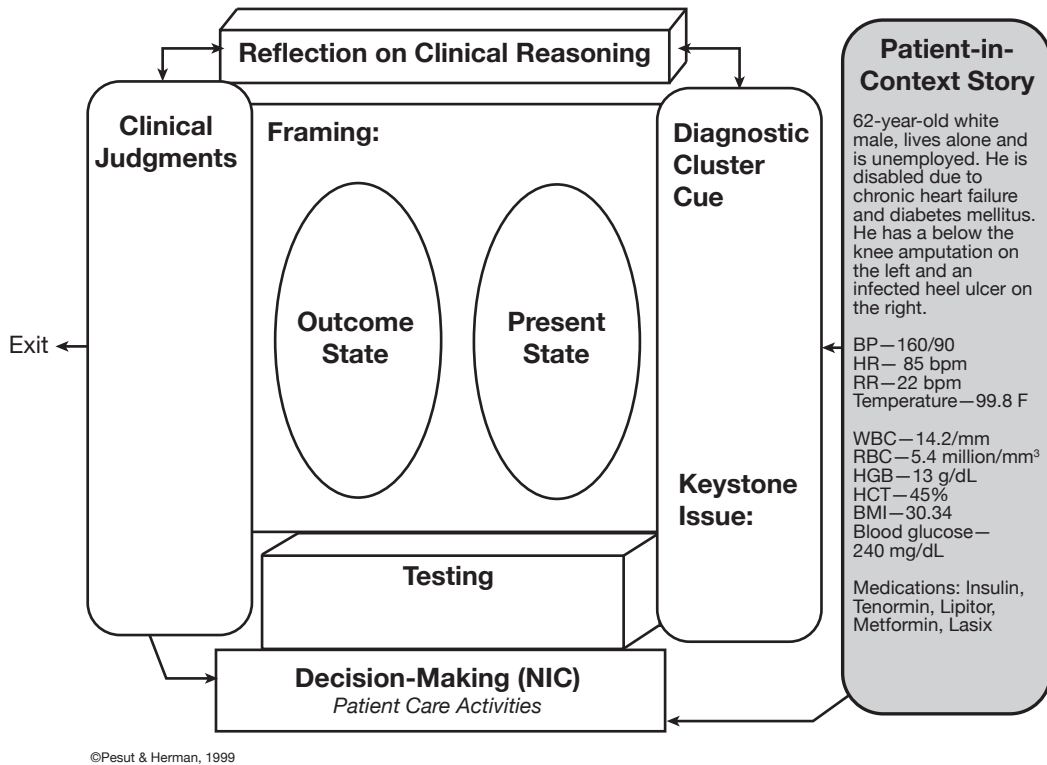 Reflection on Clinical Reasoning
Clinical
Judgments
Framing:
Outcome
State
Present
State
Diagnostic
Cluster
Cue
Keystone
Issue:
Exit
Testing
Decision-Making (NIC)
Patient Care Activities
Patient-in-
Context Story
62-year-old white
male, lives alone and
is unemployed. He is
disabled due to
chronic heart failure
and diabetes mellitus.
He has a below the
knee amputation on
the left and an
infected heel ulcer on
the right.
BP—160/90
HR— 85 bpm
RR—22 bpm
Temperature—99.8 F
WBC—14.2/mm
RBC—5.4 million/mm³
HGB—13 g/dL
HCT—45%
BMI—30.34
Blood glucose—
240 mg/dL
Medications: Insulin,
Tenormin, Lipitor,
Metformin, Lasix
©Pesut & Herman, 1999